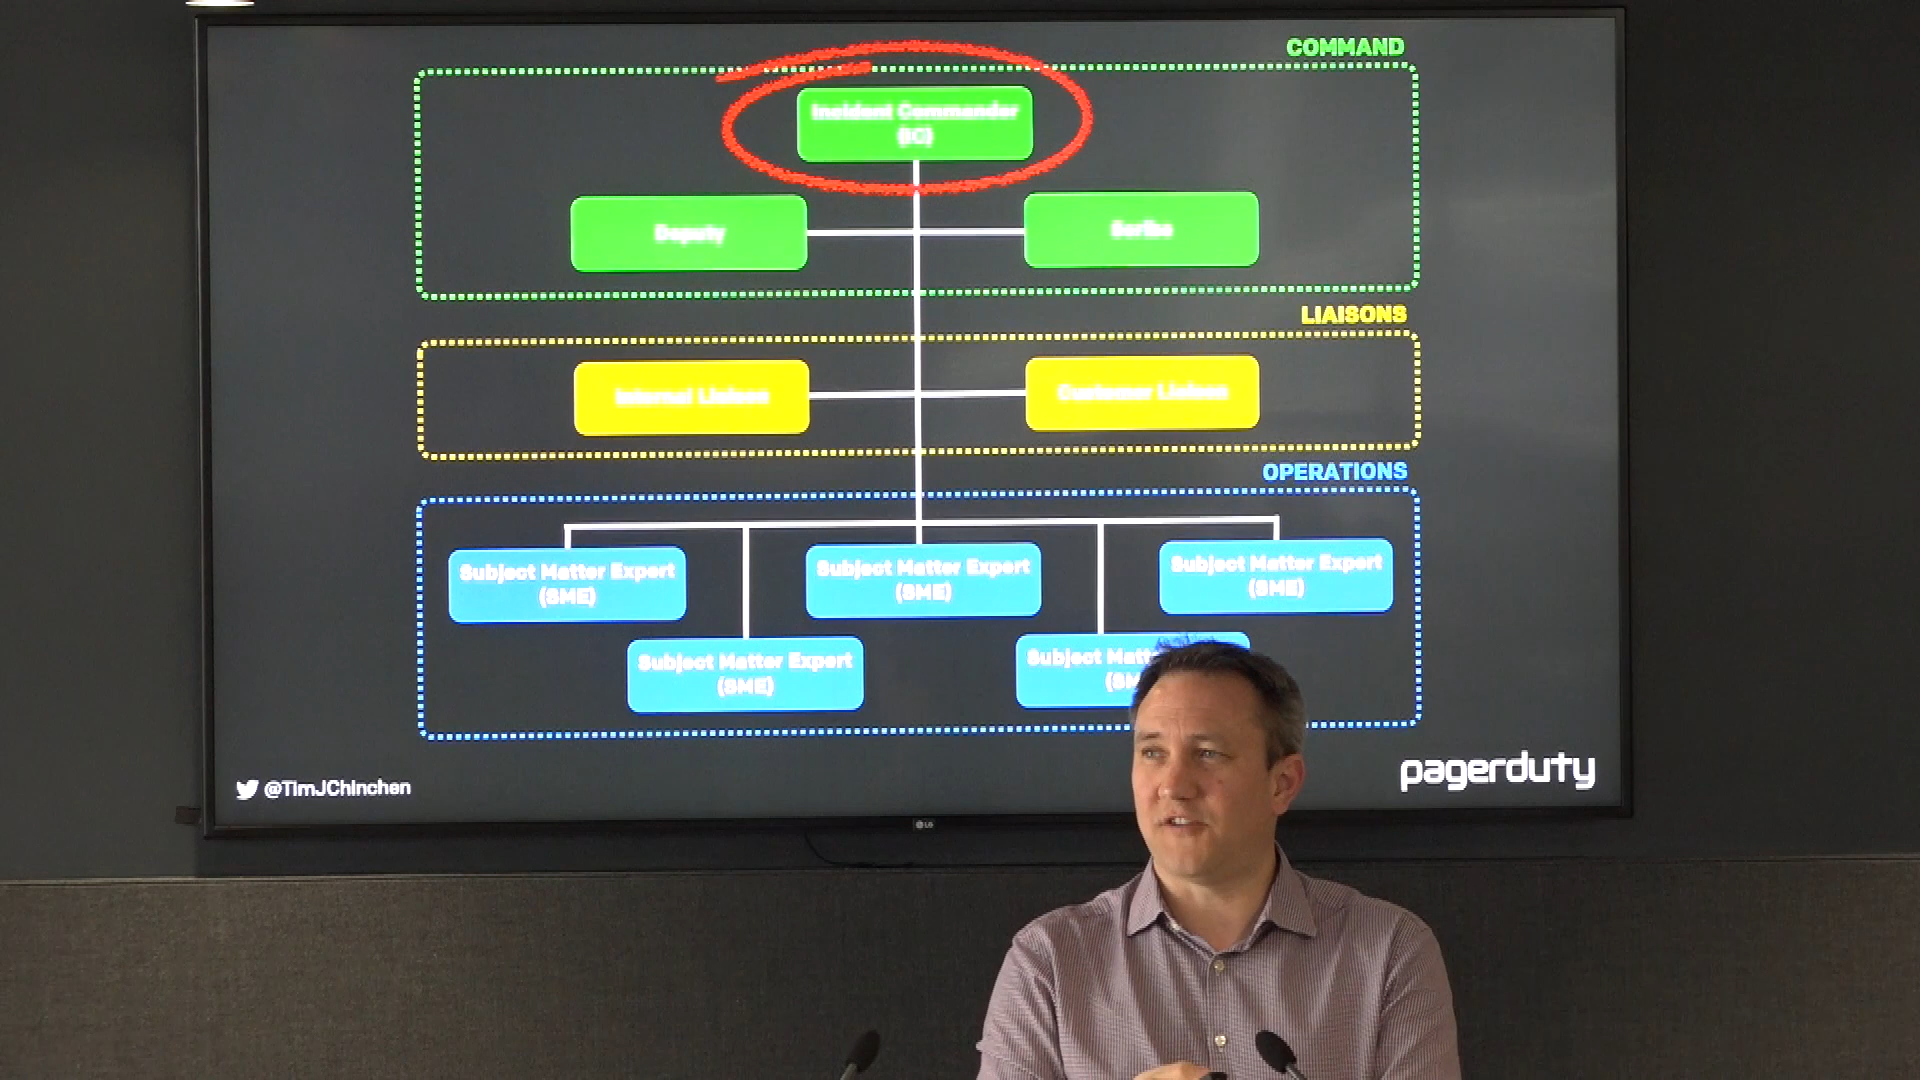 COMMAND
Incident Commander
(IC)
Deputy
Scribe
LIAISONS
Internal Liaison
Customer Liaison
OPERATIONS
Subject Matter Expert
(SME)
Subject Matter Expert
(SME)
Subject Matter Expert
(SME)
Subject Matter Expert
(SME)
Subject
@TimJChinchen
pagerduty
LG